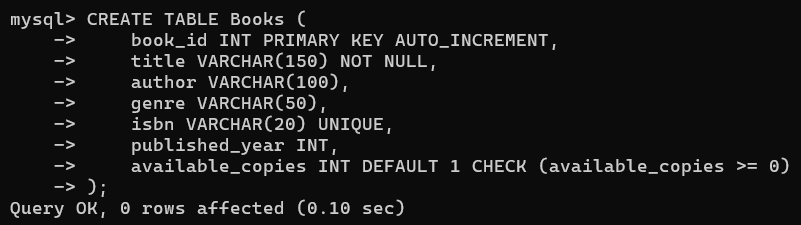 mysql> CREATE TABLE Books (
    ->     book_id INT PRIMARY KEY AUTO_INCREMENT,
    ->     title VARCHAR(150) NOT NULL,
    ->     author VARCHAR(100),
    ->     genre VARCHAR(50),
    ->     isbn VARCHAR(20) UNIQUE,
    ->     published_year INT,
    ->     available_copies INT DEFAULT 1 CHECK (available_copies >= 0)
    -> );
Query OK, 0 rows affected (0.10 sec)